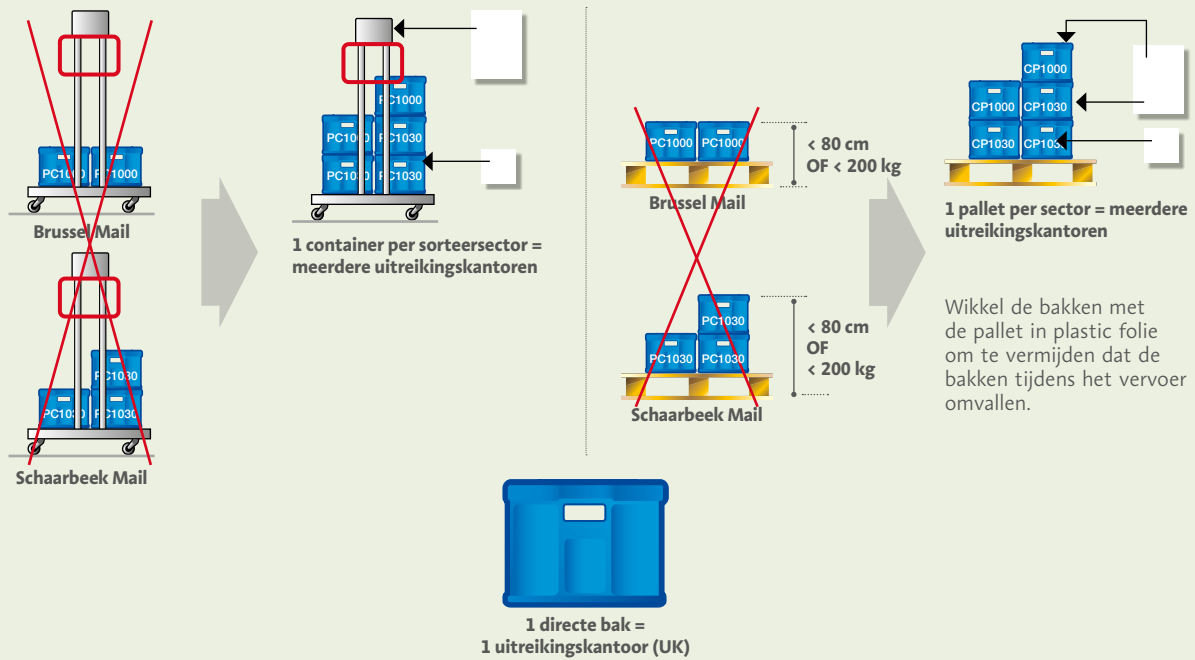 PC1000 PC1000
Brussel Mail
PC1030
PC1030 PC1030
Schaarbeek Mail
PC1000
PC1000 PC1030
PC1030 PC1030
1 container per sorteersector =
meerdere uitreikingskantoren
PC1000 PC1000
Brussel Mail
< 80 cm
OF < 200 kg
PC1030
PC1030 PC1030
Schaarbeek Mail
< 80 cm
OF
< 200 kg
CP1000
CP1000 CP1030
CP1030 CP1030
1 pallet per sector = meerdere
uitreikingskantoren
Wikkel de bakken met
de pallet in plastic folie
om te vermijden dat de
bakken tijdens het vervoer
omvallen.
1 directe bak =
1 uitreikingskantoor (UK)